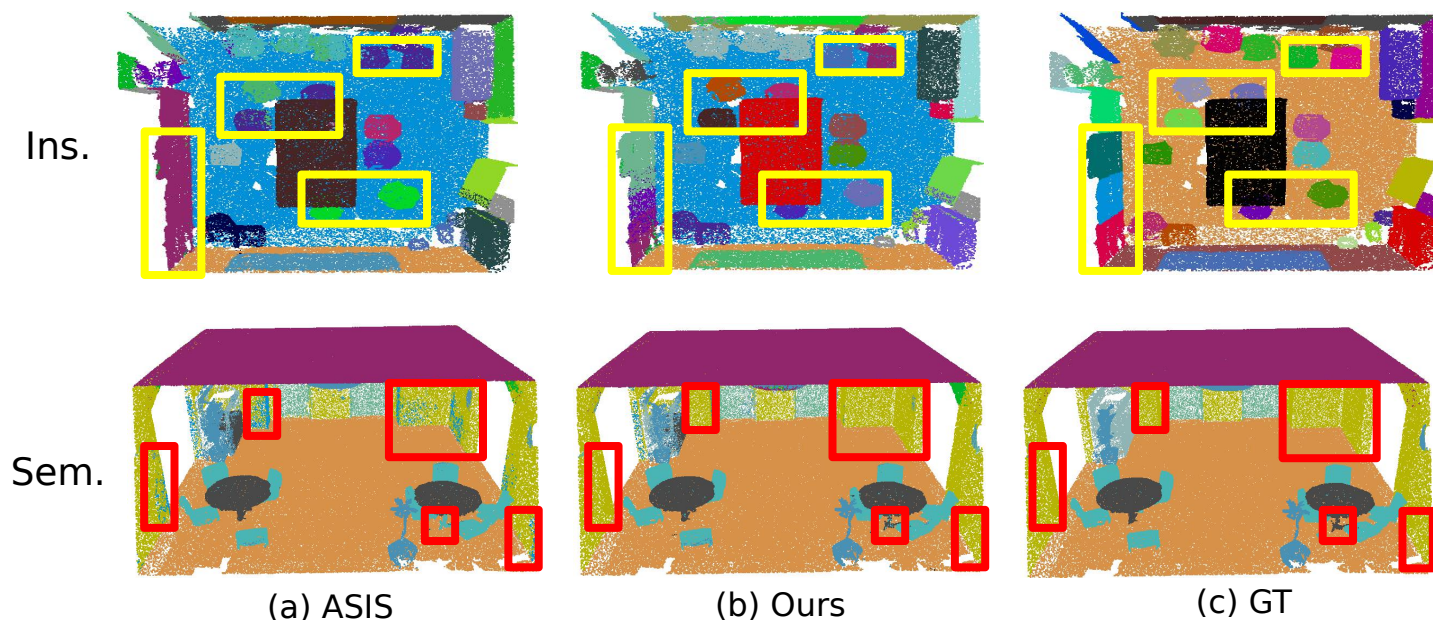 Ins.
Sem.
(a) ASIS
(b) Ours
(c) GT